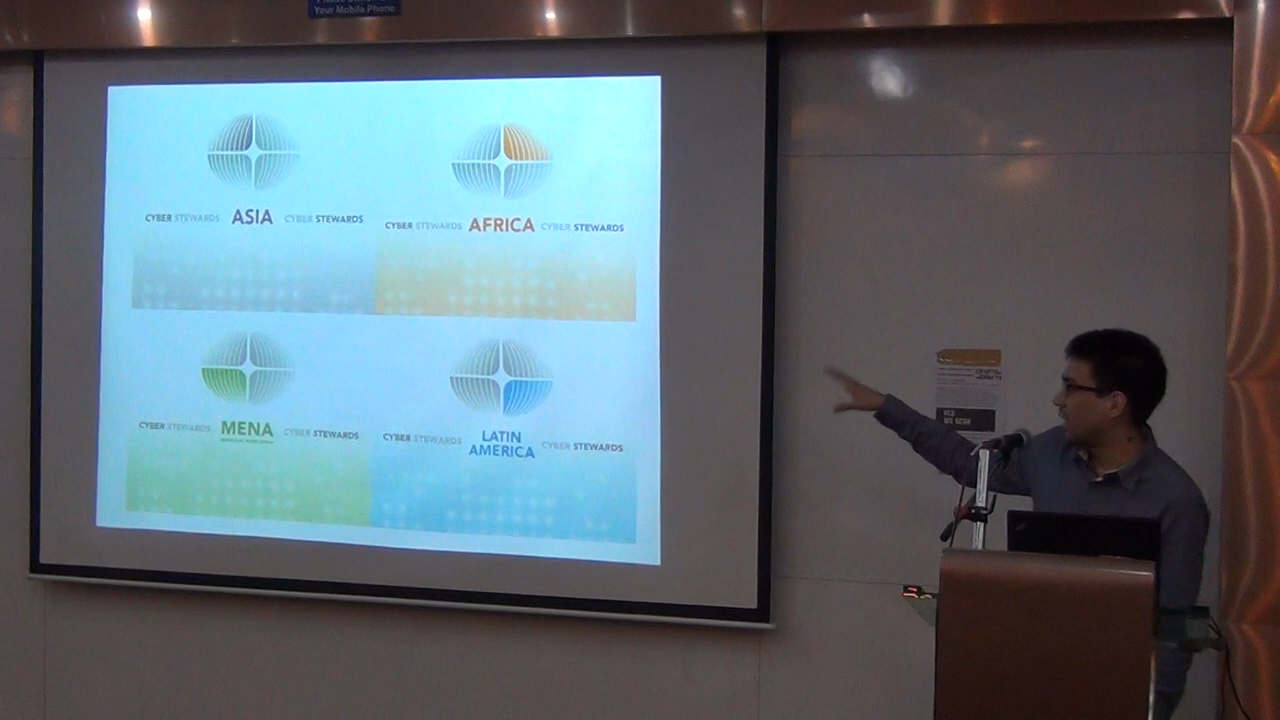 Your Mobile Phone
CYBER STEWARDS ASIA CYBER STEWARDS
CYBER STEWARDS AFRICA CYBER STEWARDS
CYBER STEWARDS MENA CYBER STEWARDS
CYBER STEWARDS LATIN AMERICA CYBER STEWARDS